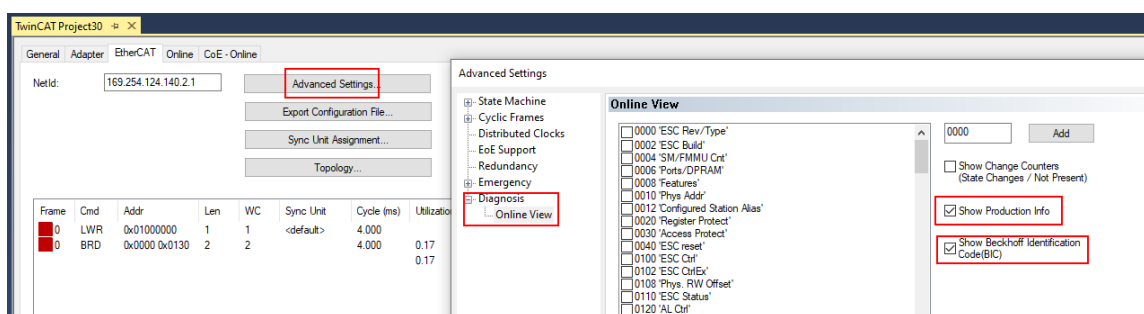 TwinCAT Project30
General Adapter EtherCAT Online CoE - Online
NetId: 169.254.124.140.2.1
Advanced Settings...
Export Configuration File...
Sync Unit Assignment...
Topology...
Frame Cmd Addr Len WC Sync Unit Cycle (ms) Utilizatio
0 LWR 0x01000000 1 1 <default> 4.000
0 BRD 0x0000 0x0130 2 2 4.000 0.17
0.17
Advanced Settings
State Machine
Cyclic Frames
Distributed Clocks
EoE Support
Redundancy
Emergency
Diagnosis
Online View
Online View
0000 'ESC Rev/Type'
0002 'ESC Build'
0004 'SM/FMMU Cnt'
0006 'Ports/DPRAM'
0008 'Features'
0010 'Phys Addr'
0012 'Configured Station Alias'
0020 'Register Protect'
0030 'Access Protect'
0040 'ESC reset'
0100 'ESC Ctrl'
0102 'ESC CtrlEx'
0108 'Phys. RW Offset'
0110 'ESC Status'
0120 'AL Ctrl'
0000 Add
Show Change Counters
(State Changes / Not Present)
Show Production Info
Show Beckhoff Identification
Code(BIC)